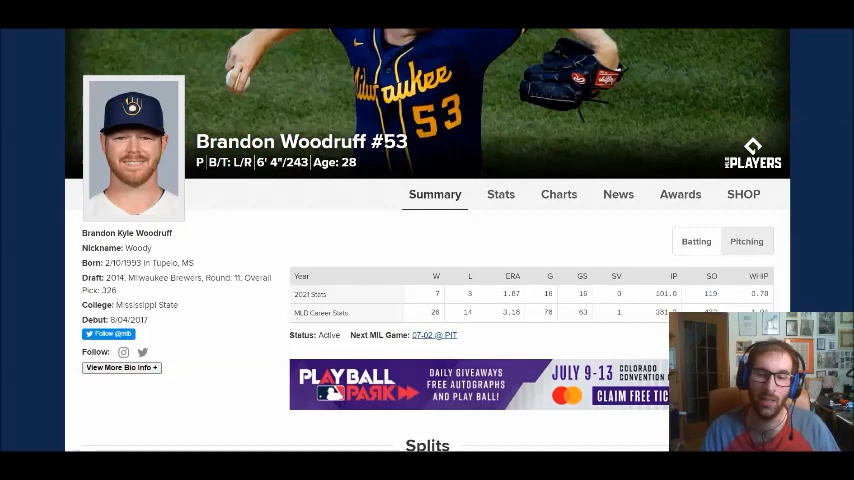 Milwaukee
53
Brandon Woodruff #53
P B/T: L/R 6' 4"/243 Age: 28
MLB PLAYERS
Summary Stats Charts News Awards SHOP
Brandon Kyle Woodruff
Nickname: Woody
Born: 2/10/1993 in Tupelo, MS
Draft: 2014, Milwaukee Brewers, Round: 11, Overall
Pick: 326
College: Mississippi State
Debut: 8/04/2017
Follow @mlb
Follow:
View More Bio Info +
Batting Pitching
Year W L ERA G GS SV IP SO WHIP
2021 Stats 7 3 1.87 16 16 0 101.0 119 0.78
MLB Career Stats 26 14 3.18 78 63 1 381.
Status: Active Next MIL Game: 07-02 @ PIT
PLAY BALL
PARK
DAILY GIVEAWAYS
FREE AUTOGRAPHS
AND PLAY BALL!
JULY 9-13
COLORADO
CONVENTION
CLAIM FREE TIC
Splits